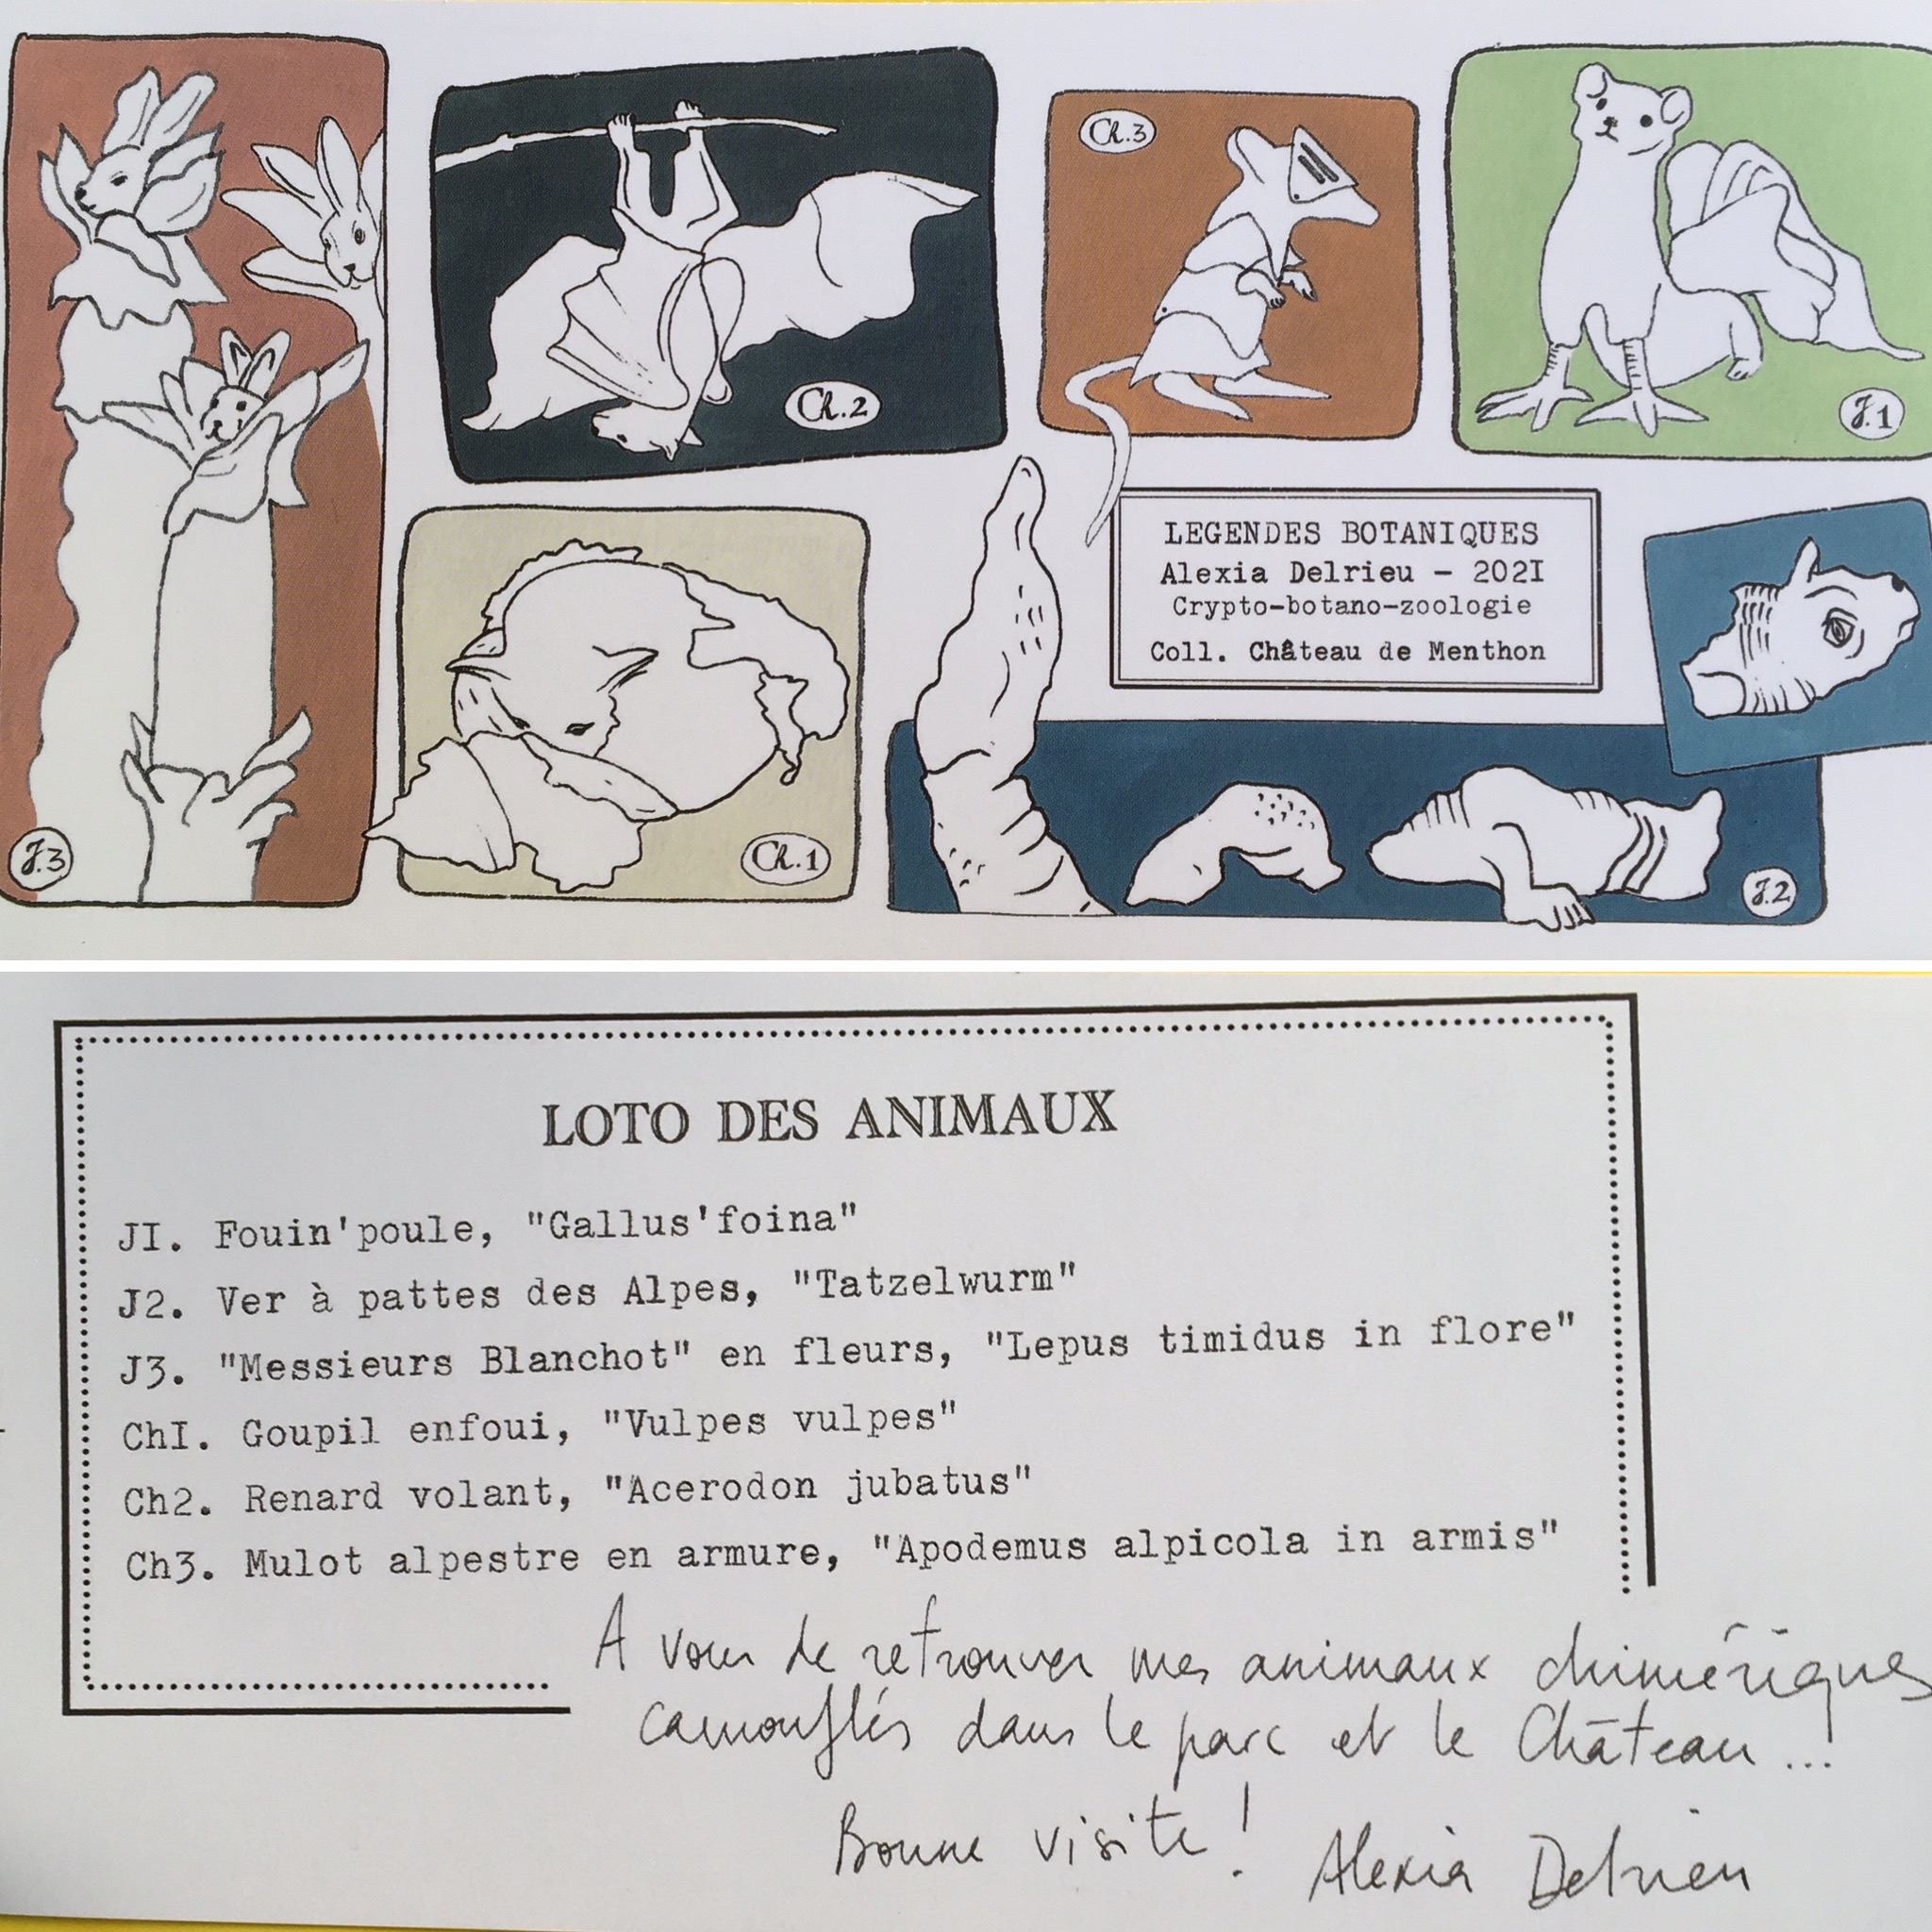 Ch.3
Ch.2
J.1
LEGENDES BOTANIQUES
Alexia Delrieu - 202I
Crypto-botano-zoologie
Coll. Château de Menthon
J.3
Ch.1
J.2
LOTO DES ANIMAUX
JI. Fouin'poule, "Gallus'foina"
J2. Ver à pattes des Alpes, "Tatzelwurm"
J3. "Messieurs Blanchot" en fleurs, "Lepus timidus in flore"
ChI. Goupil enfoui, "Vulpes vulpes"
Ch2. Renard volant, "Acerodon jubatus"
Ch3. Mulot alpestre en armure, "Apodemus alpicola in armis"
A vous de retrouver mes animaux chimériques
camouflés dans le parc et le Château...
Bonne visite !
Alexia Delrieu